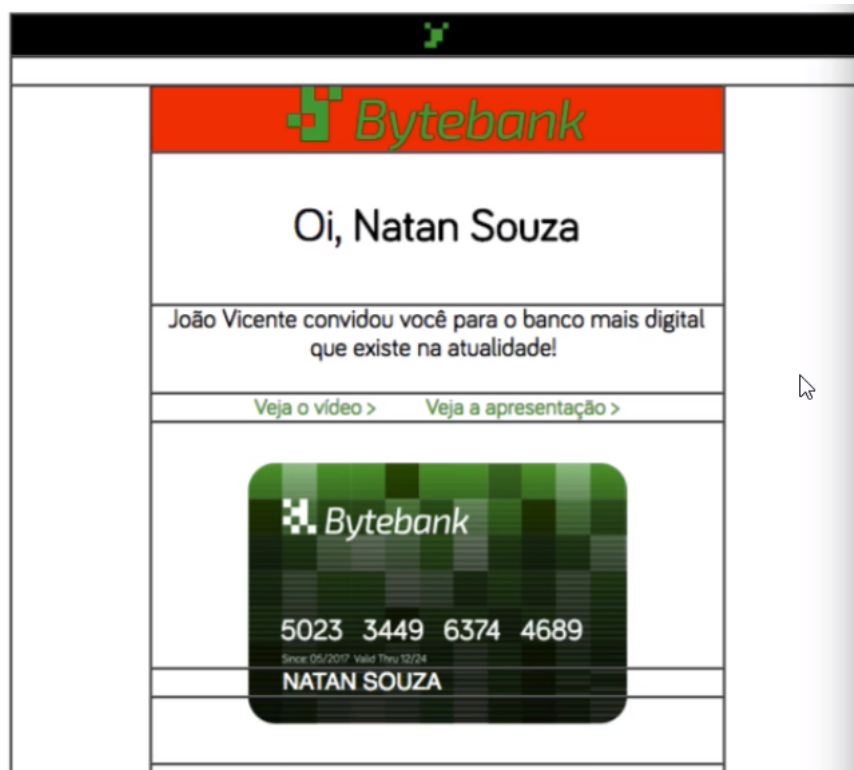 Bytebank
Oi, Natan Souza
João Vicente convidou você para o banco mais digital
que existe na atualidade!
Veja o vídeo > Veja a apresentação >
Bytebank
5023 3449 6374 4689
Since: 05/2017 Valid Thru 12/24
NATAN SOUZA